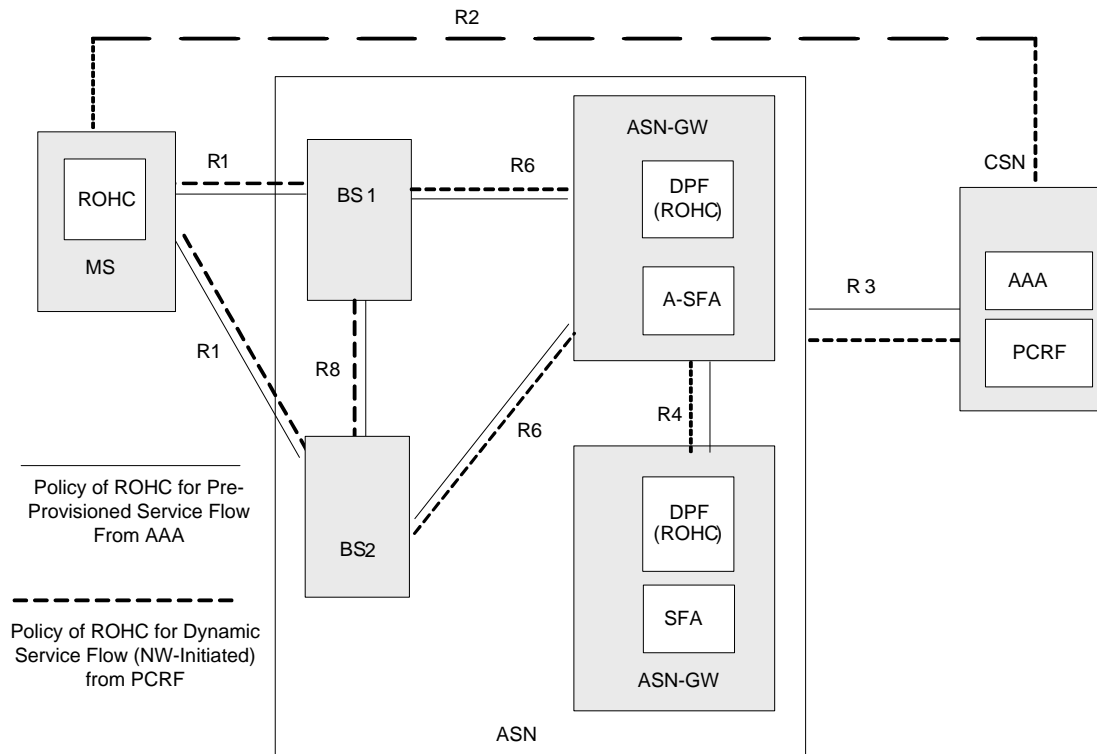 R2
ASN-GW
R1
R6
CSN
ROHC
BS 1
DPF
(ROHC)
MS
A-SFA
R 3
AAA
PCRF
R1
R8
R6
R4
Policy of ROHC for Pre-
Provisioned Service Flow
From AAA
DPF
(ROHC)
BS2
SFA
Policy of ROHC for Dynamic
Service Flow (NW-Initiated)
from PCRF
ASN-GW
ASN